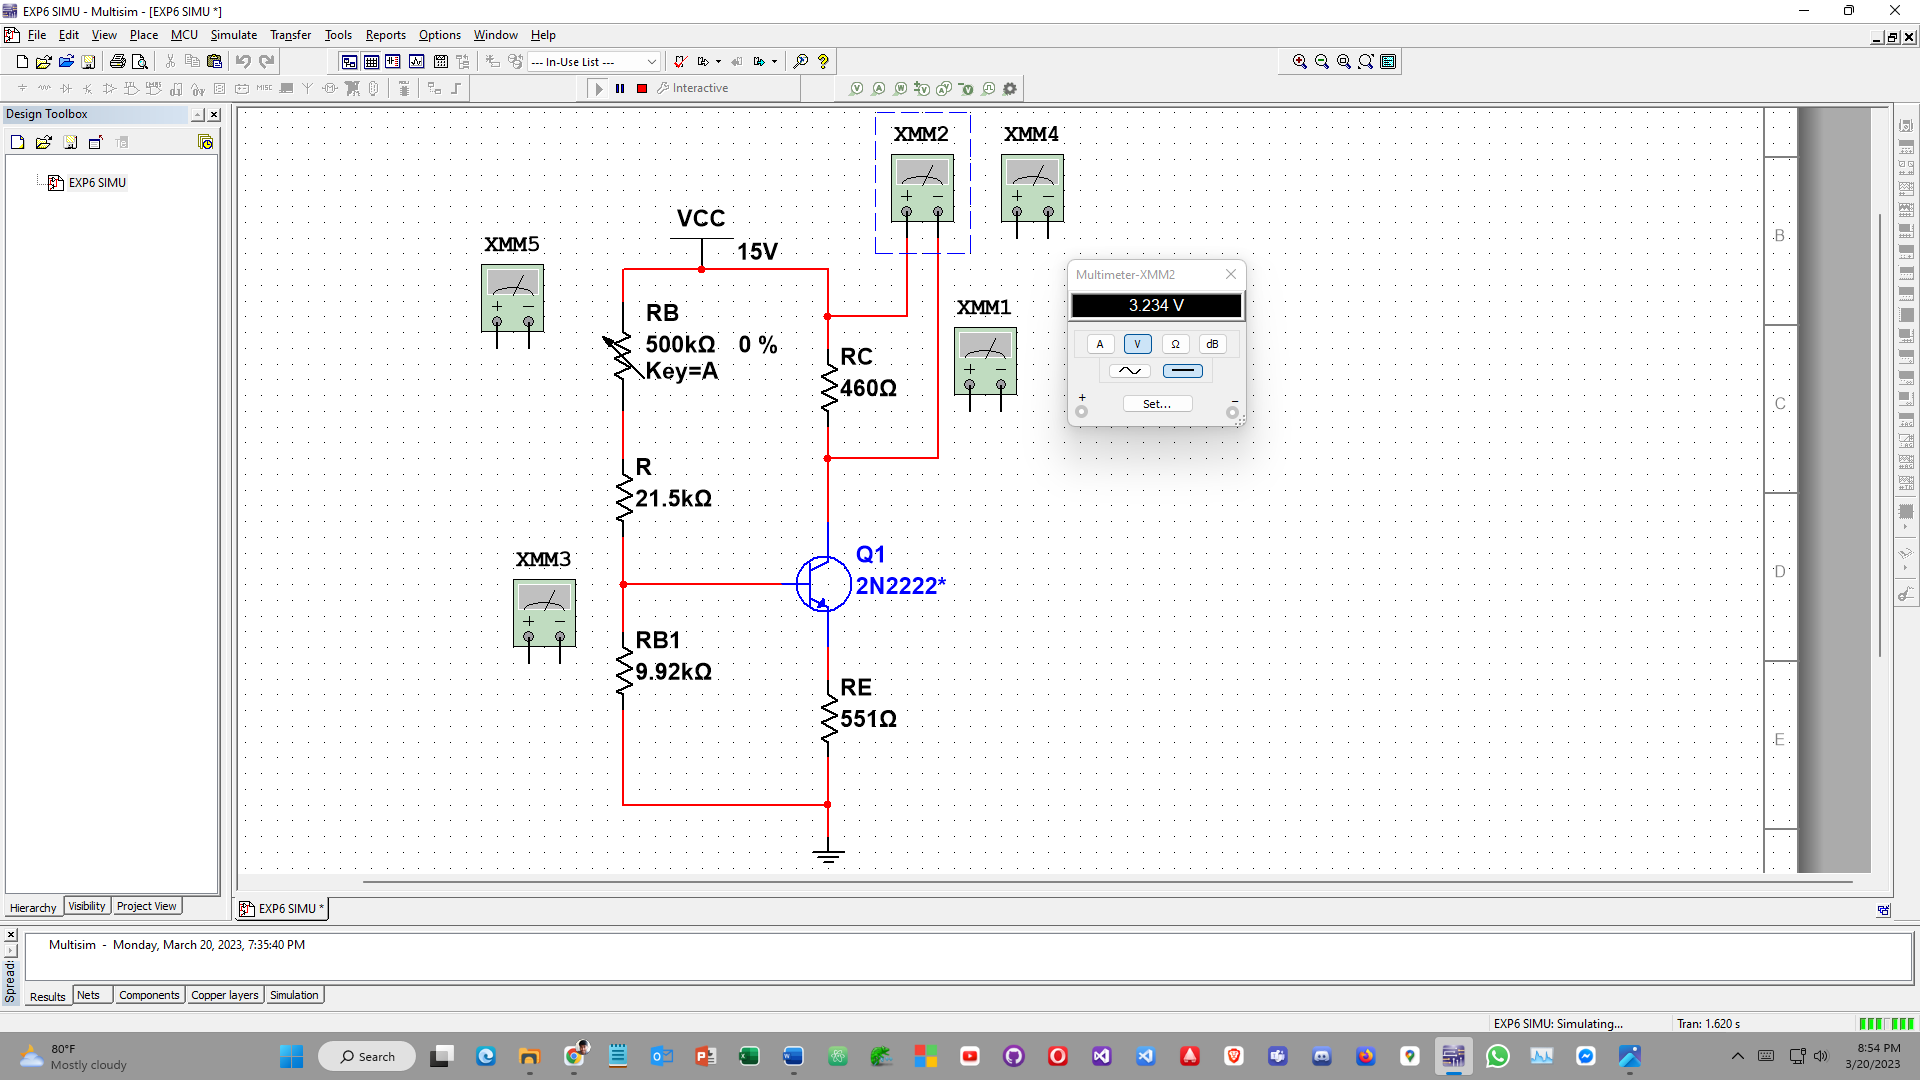 EXP6 SIMU - Multisim - [EXP6 SIMU *]
File Edit View Place MCU Simulate Transfer Tools Reports Options Window Help
--- In-Use List ---
Interactive
Design Toolbox
EXP6 SIMU
XMM2
XMM4
VCC
15V
XMM5
Multimeter-XMM2
3.234 V
A V Ω dB
Set...
+ −
XMM1
RB
500kΩ 0 %
Key=A
RC
460Ω
R
21.5kΩ
XMM3
Q1
2N2222*
RB1
9.92kΩ
RE
551Ω
B
C
D
E
Hierarchy Visibility Project View
EXP6 SIMU *
Multisim - Monday, March 20, 2023, 7:35:40 PM
Results Nets Components Copper layers Simulation
EXP6 SIMU: Simulating... Tran: 1.620 s
80°F
Mostly cloudy
Search
8:54 PM
3/20/2023